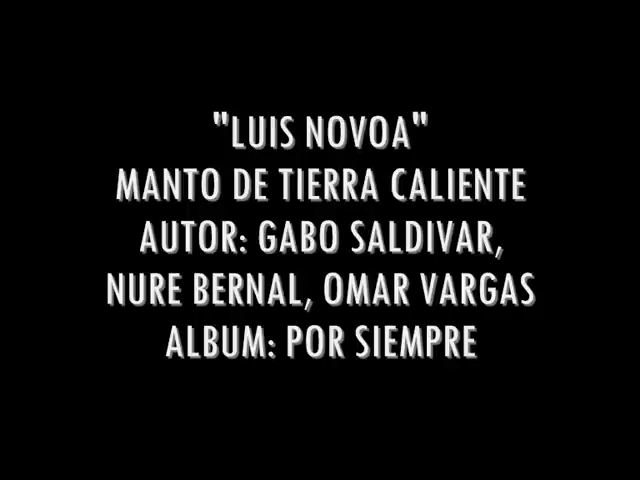 "LUIS NOVOA"
MANTO DE TIERRA CALIENTE
AUTOR: GABO SALDIVAR,
NURE BERNAL, OMAR VARGAS
ALBUM: POR SIEMPRE